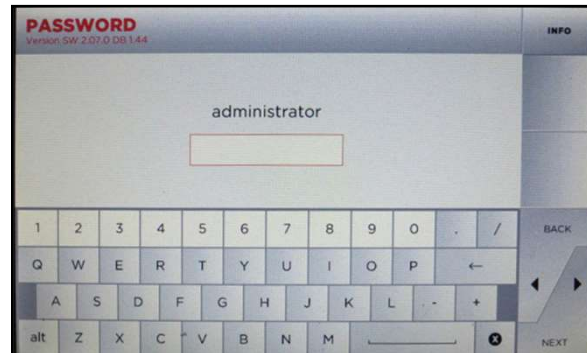 PASSWORD
Version SW 2.07.0 DB 1.44
INFO
administrator
1 2 3 4 5 6 7 8 9 0 . /
BACK
Q W E R T Y U I O P ←
A S D F G H J K L - +
alt Z X C V B N M
NEXT